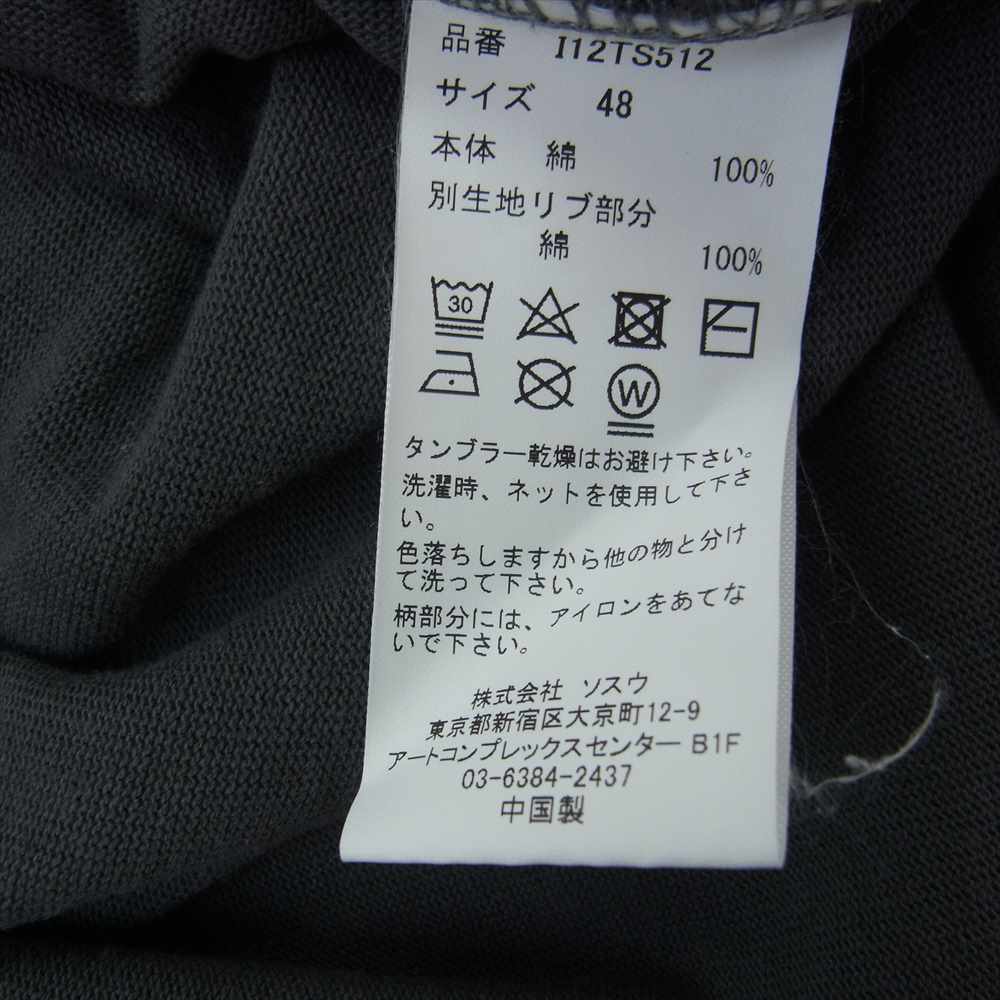 品番 I12TS512
サイズ 48
本体 綿 100%
別生地リブ部分
綿 100%
30
W
タンブラー乾燥はお避け下さい。
洗濯時、ネットを使用して下さ
い。
色落ちしますから他の物と分け
て洗って下さい。
柄部分には、アイロンをあてな
いで下さい。
株式会社 ソスウ
東京都新宿区大京町12-9
アートコンプレックスセンター B1F
03-6384-2437
中国製